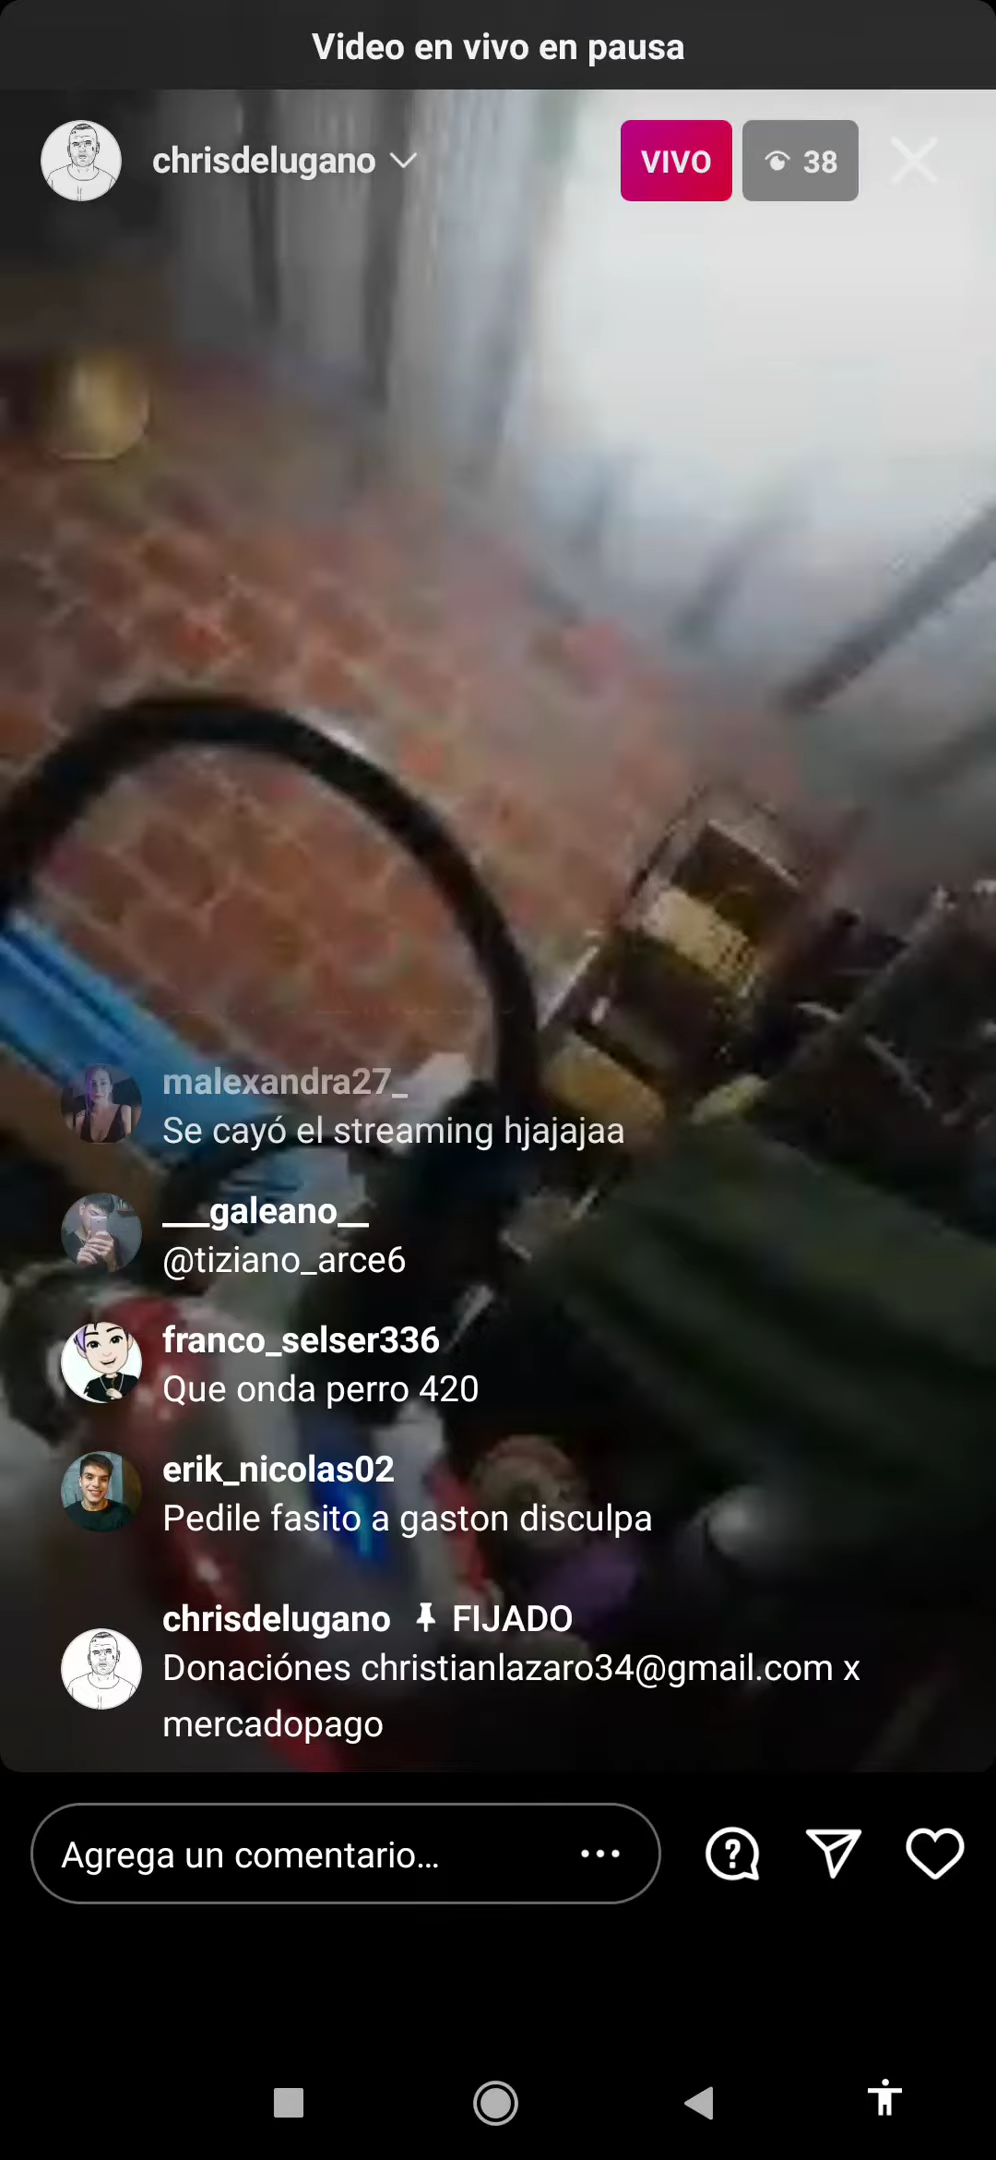 Video en vivo en pausa
chrisdelugano
VIVO
38
malexandra27_
Se cayó el streaming hjajajaa
___galeano__
@tiziano_arce6
franco_selser336
Que onda perro 420
erik_nicolas02
Pedile fasito a gaston disculpa
chrisdelugano FIJADO
Donaciónes christianlazaro34@gmail.com x
mercadopago
Agrega un comentario...